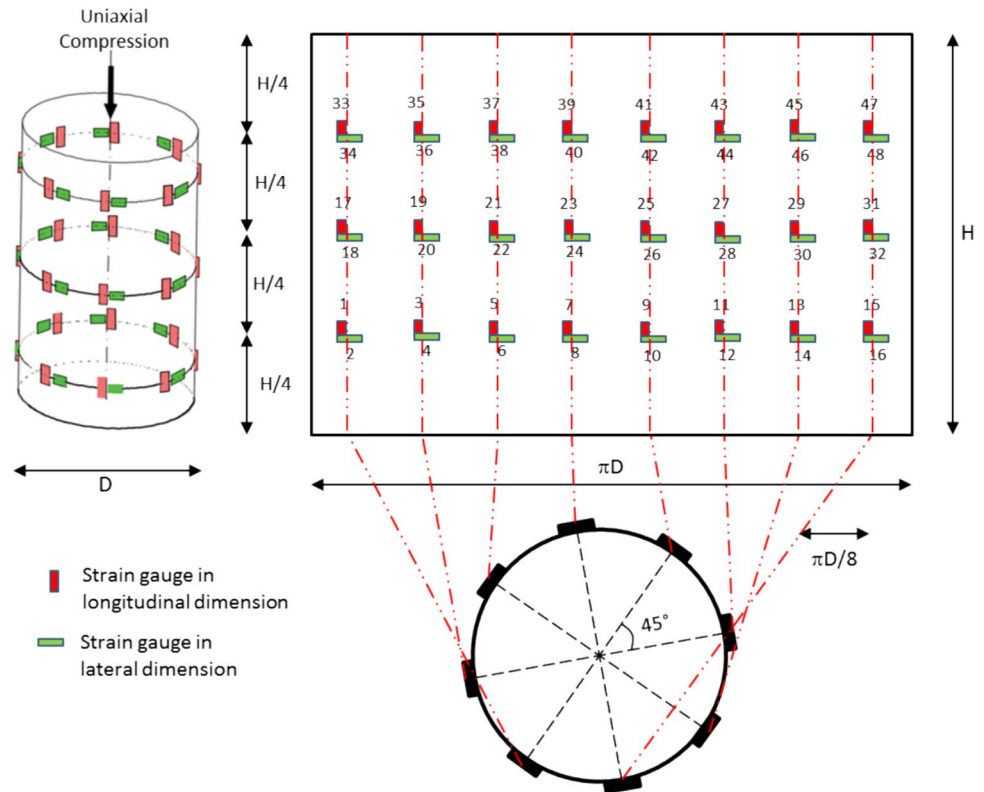 Uniaxial
Compression
H/4
H/4
H/4
H/4
D
33 35 37 39 41 43 45 47
34 36 38 40 42 44 46 48
17 19 21 23 25 27 29 31
18 20 22 24 26 28 30 32
1 3 5 7 9 11 13 15
2 4 6 8 10 12 14 16
H
πD
πD/8
45°
Strain gauge in
longitudinal dimension
Strain gauge in
lateral dimension